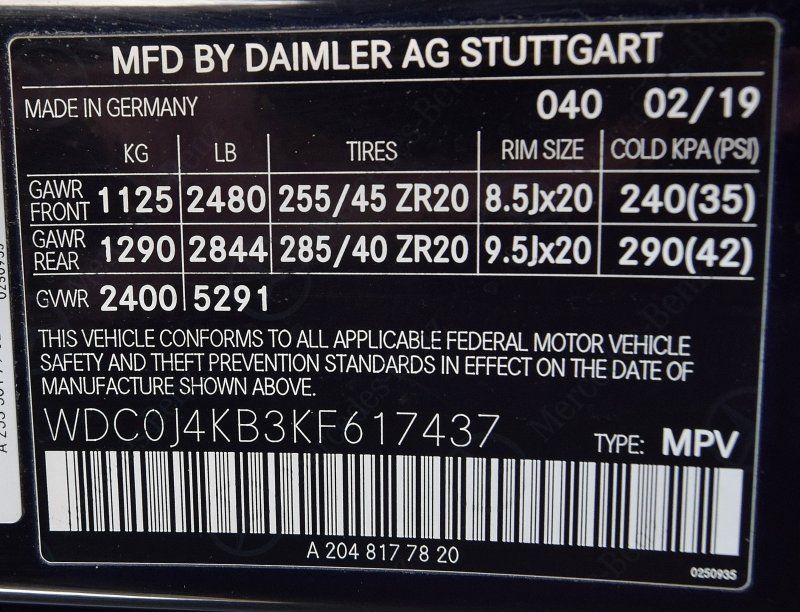 MFD BY DAIMLER AG STUTTGART
MADE IN GERMANY 040 02/19
KG LB TIRES RIM SIZE COLD KPA(PSI)
GAWR FRONT 1125 2480 255/45 ZR20 8.5Jx20 240(35)
GAWR REAR 1290 2844 285/40 ZR20 9.5Jx20 290(42)
GVWR 2400 5291
THIS VEHICLE CONFORMS TO ALL APPLICABLE FEDERAL MOTOR VEHICLE
SAFETY AND THEFT PREVENTION STANDARDS IN EFFECT ON THE DATE OF
MANUFACTURE SHOWN ABOVE.
WDC0J4KB3KF617437
TYPE: MPV
A 204 817 78 20
0250935